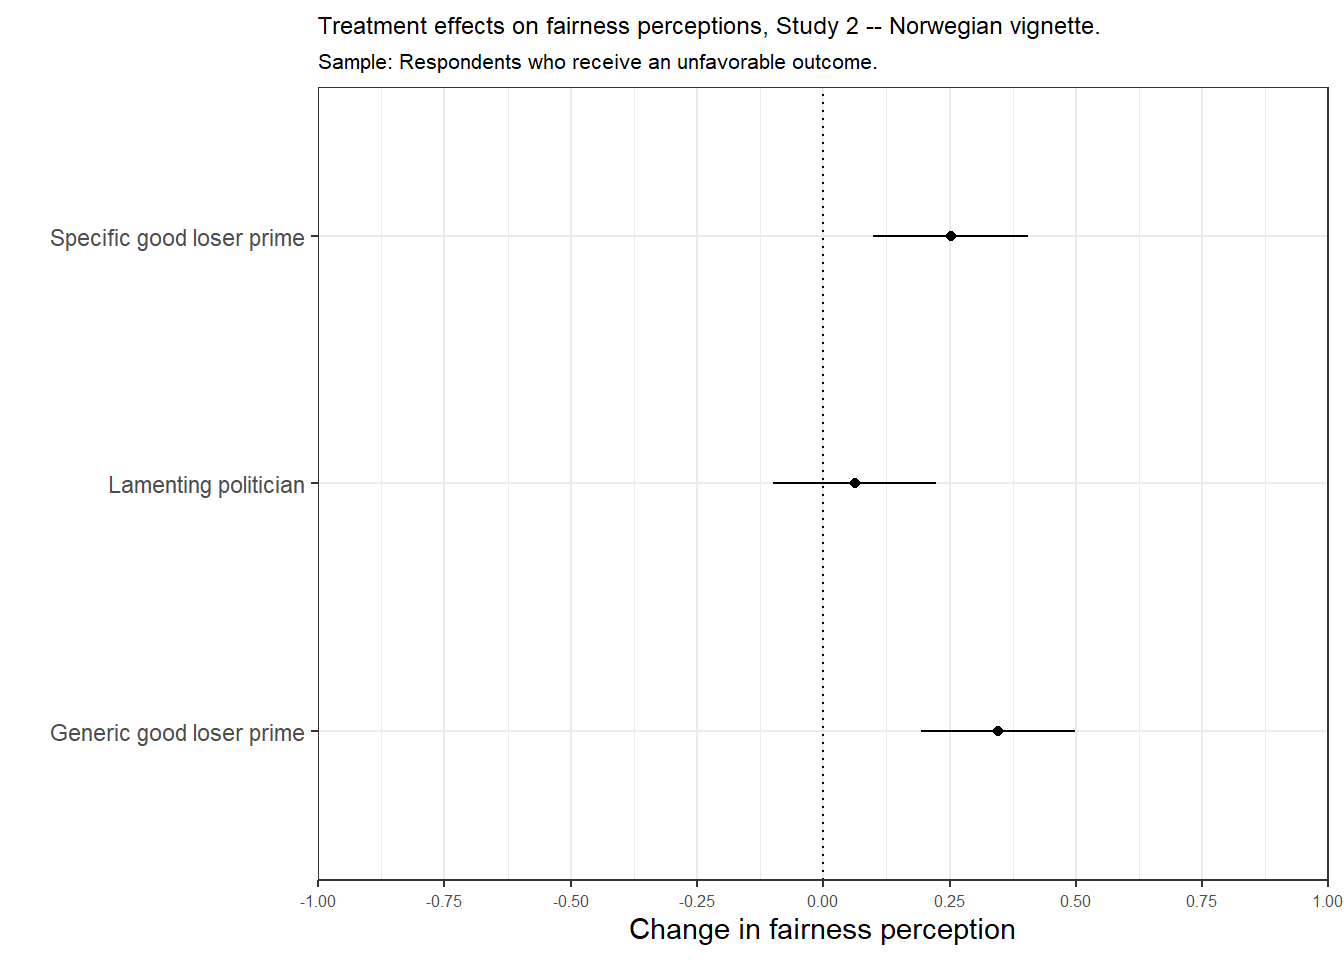 Treatment effects on fairness perceptions, Study 2 -- Norwegian vignette.
Sample: Respondents who receive an unfavorable outcome.
Specific good loser prime
Lamenting politician
Generic good loser prime
-1.00 -0.75 -0.50 -0.25 0.00 0.25 0.50 0.75 1.00
Change in fairness perception